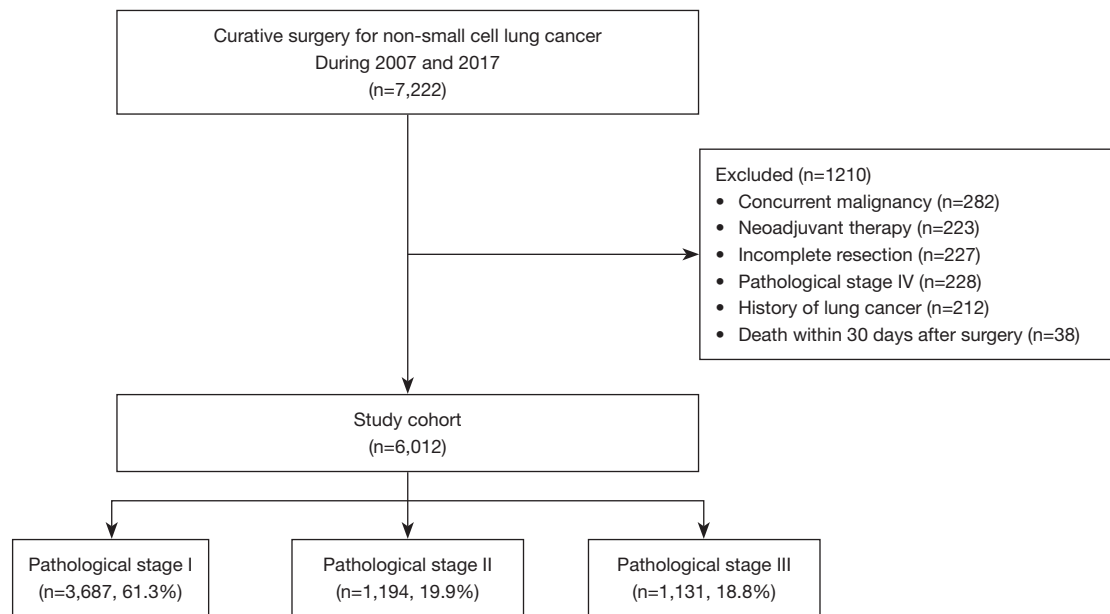 Curative surgery for non-small cell lung cancer
During 2007 and 2017
(n=7,222)
Excluded (n=1210)
• Concurrent malignancy (n=282)
• Neoadjuvant therapy (n=223)
• Incomplete resection (n=227)
• Pathological stage IV (n=228)
• History of lung cancer (n=212)
• Death within 30 days after surgery (n=38)
Study cohort
(n=6,012)
Pathological stage I
(n=3,687, 61.3%)
Pathological stage II
(n=1,194, 19.9%)
Pathological stage III
(n=1,131, 18.8%)